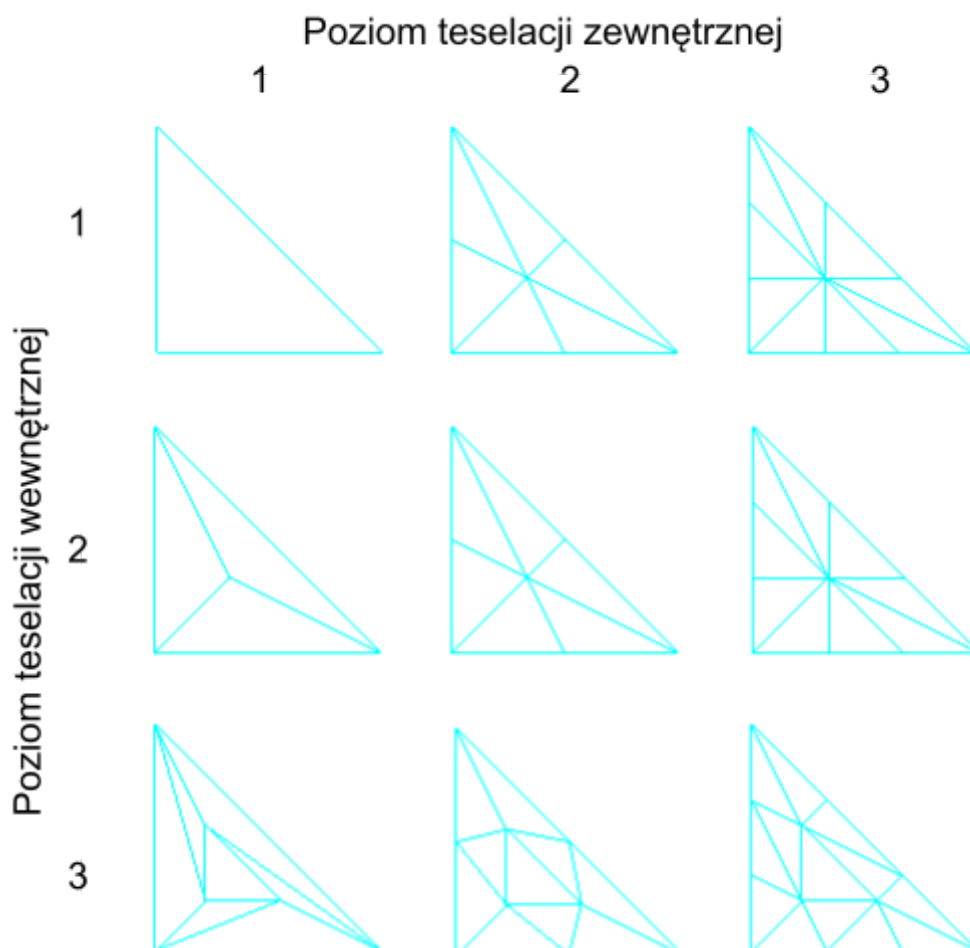 Poziom teselacji zewnętrznej
1 2 3
Poziom teselacji wewnętrznej
1
2
3